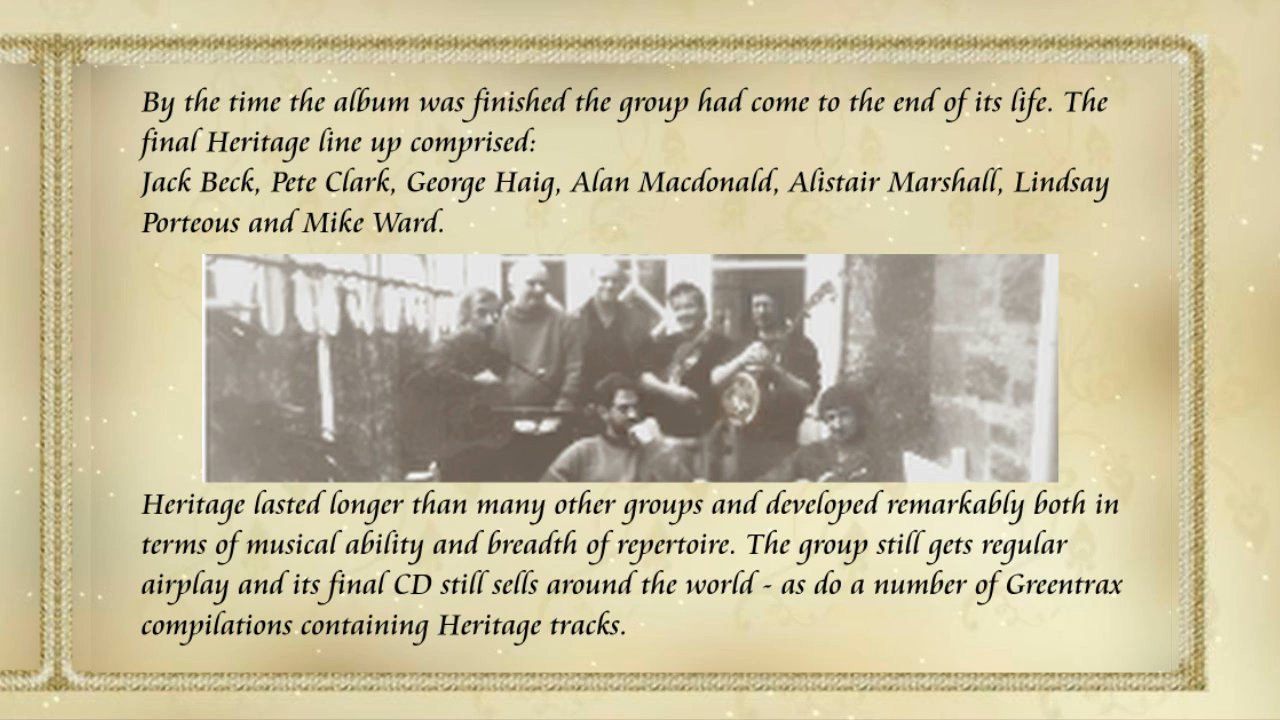 By the time the album was finished the group had come to the end of its life. The
final Heritage line up comprised:
Jack Beck, Pete Clark, George Haig, Alan Macdonald, Alistair Marshall, Lindsay
Porteous and Mike Ward.
Heritage lasted longer than many other groups and developed remarkably both in
terms of musical ability and breadth of repertoire. The group still gets regular
airplay and its final CD still sells around the world - as do a number of Greentrax
compilations containing Heritage tracks.